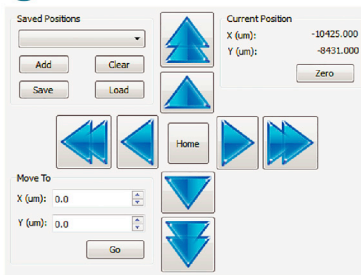 Saved Positions
Add
Clear
Save
Load
Current Position
X (um): -10425.000
Y (um): -8431.000
Zero
Home
Move To
X (um): 0.0
Y (um): 0.0
Go